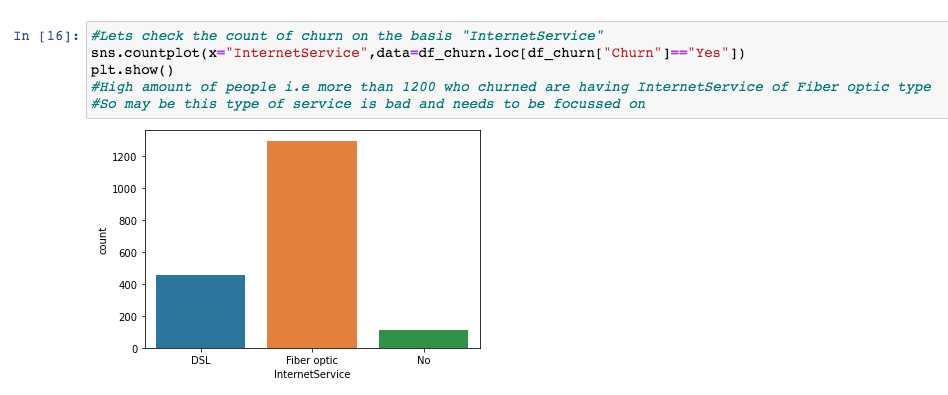 In [16]:
#Lets check the count of churn on the basis "InternetService"
sns.countplot(x="InternetService",data=df_churn.loc[df_churn["Churn"]=="Yes"])
plt.show()
#High amount of people i.e more than 1200 who churned are having InternetService of Fiber optic type
#So may be this type of service is bad and needs to be focussed on
1200
1000
800
600
400
200
0
count
DSL Fiber optic No
InternetService